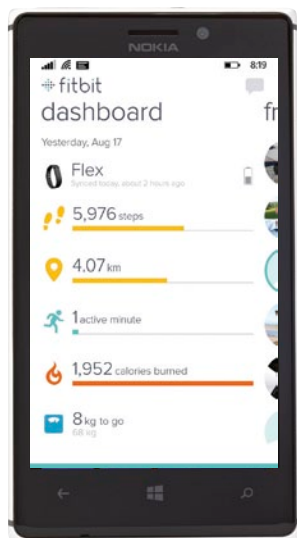 NOKIA
8:19
fitbit
dashboard
fr
Yesterday, Aug 17
Flex
Synced today, about 2 hours ago
5,976 steps
4.07 km
1 active minute
1,952 calories burned
8 kg to go
68 kg